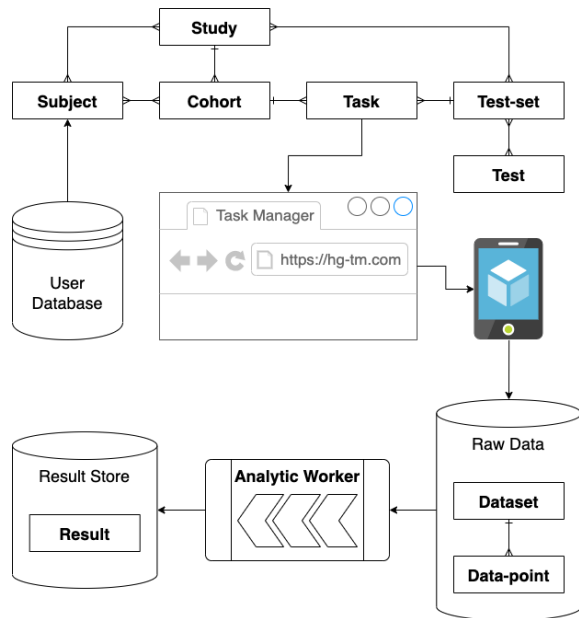 Study
Subject
Cohort
Task
Test-set
Test
Task Manager
https://hg-tm.com
User
Database
Raw Data
Result Store
Analytic Worker
Dataset
Result
Data-point